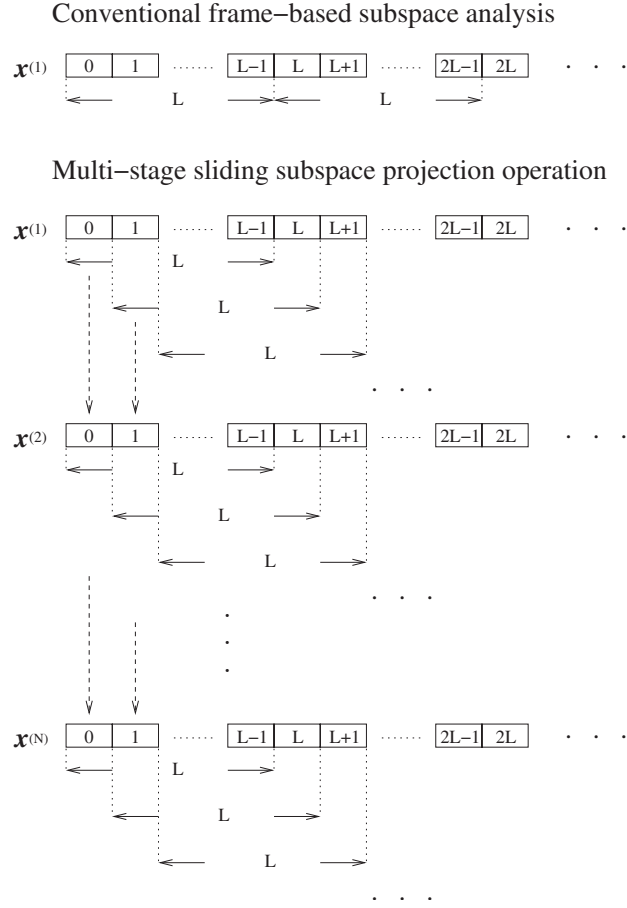 Conventional frame−based subspace analysis
x(1) 0 1 ........ L−1 L L+1 ........ 2L−1 2L . . .
L L
Multi−stage sliding subspace projection operation
x(1) 0 1 ........ L−1 L L+1 ........ 2L−1 2L . . .
L
L
L
. . .
x(2) 0 1 ........ L−1 L L+1 ........ 2L−1 2L . . .
L
L
L
. . .
.
.
.
x(N) 0 1 ........ L−1 L L+1 ........ 2L−1 2L . . .
L
L
L
. . .